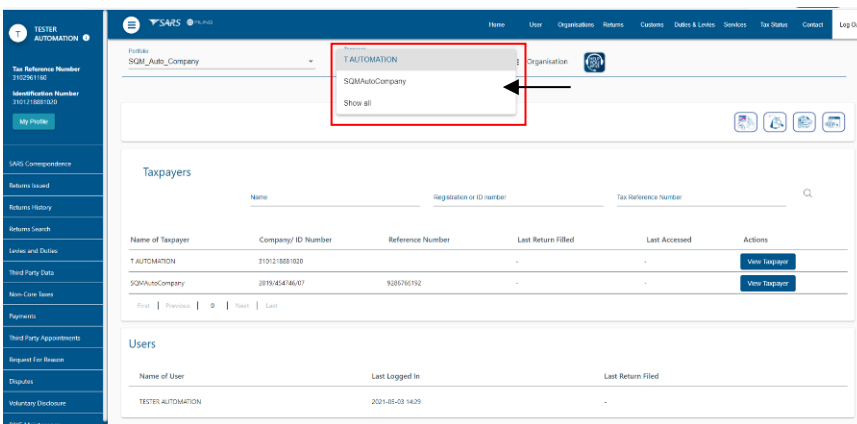 T
TESTER
AUTOMATION
Tax Reference Number
3102961160
Identification Number
3101218881020
My Profile
SARS Correspondence
Returns Issued
Returns History
Returns Search
Levies and Duties
Third Party Data
Non-Core Taxes
Payments
Third Party Appointments
Request For Reason
Disputes
Voluntary Disclosure
SARS eFILING
Home User Organisations Returns Customs Duties & Levies Services Tax Status Contact Log
Portfolio
SQM_Auto_Company
T AUTOMATION
SQMAutoCompany
Show all
Organisation
Taxpayers
Name Registration or ID number Tax Reference Number
Name of Taxpayer Company/ ID Number Reference Number Last Return Filled Last Accessed Actions
T AUTOMATION 3101218881020 - - View Taxpayer
SQMAutoCompany 2019/454746/07 9286766192 - - View Taxpayer
First Previous 0 Next Last
Users
Name of User Last Logged In Last Return Filed
TESTER AUTOMATION 2021-05-03 14:29 -